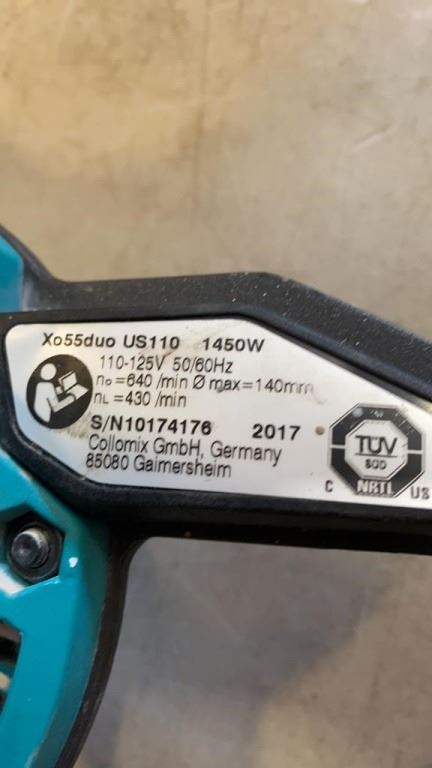 Xo55duo US110 1450W
110-125V 50/60Hz
no=640 /min Ø max=140mm
nL=430 /min
S/N10174176 2017
Collomix GmbH, Germany
85080 Gaimersheim
TÜV
SÜD
C NRTL US